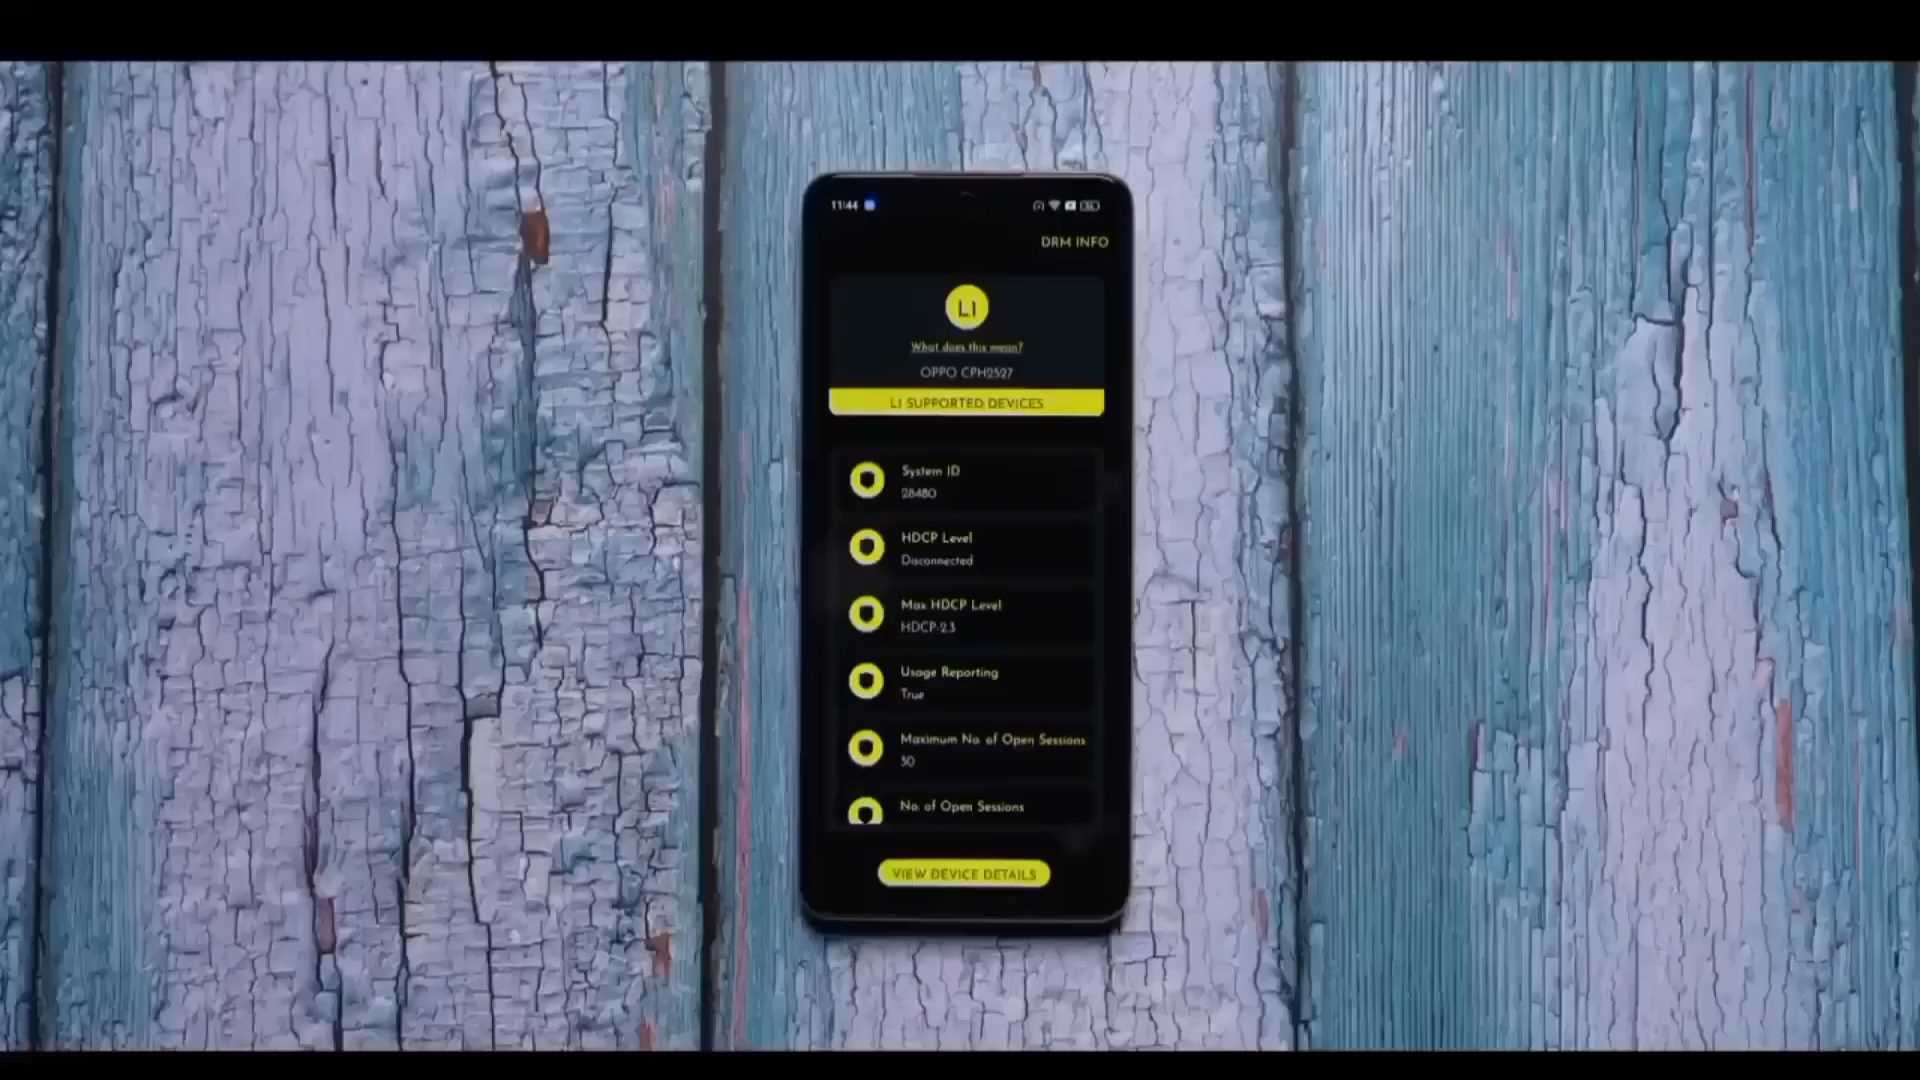 11:44
DRM INFO
L1
What does this mean?
OPPO CPH2527
L1 SUPPORTED DEVICES
System ID
28480
HDCP Level
Disconnected
Max HDCP Level
HDCP-2.3
Usage Reporting
True
Maximum No. of Open Sessions
30
No. of Open Sessions
VIEW DEVICE DETAILS